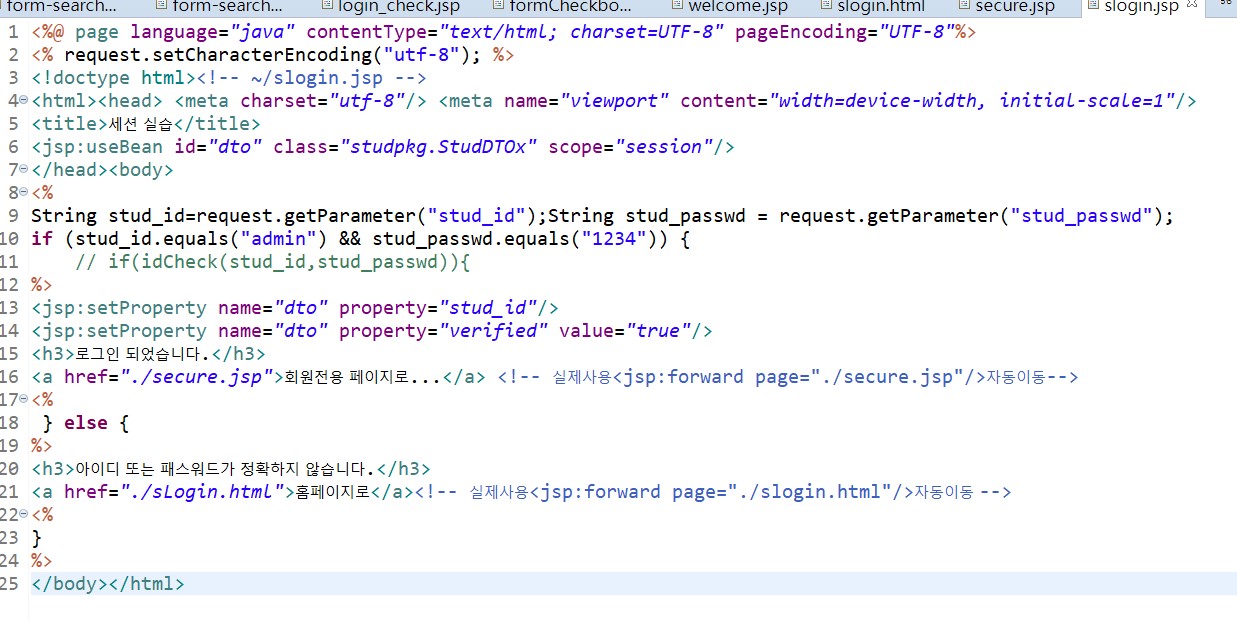 form-search... form-search... login_check.jsp formCheckbo... welcome.jsp slogin.html secure.jsp slogin.jsp
1 <%@ page language="java" contentType="text/html; charset=UTF-8" pageEncoding="UTF-8"%>
2 <% request.setCharacterEncoding("utf-8"); %>
3 <!doctype html><!-- ~/slogin.jsp -->
4 <html><head> <meta charset="utf-8"/> <meta name="viewport" content="width=device-width, initial-scale=1"/>
5 <title>세션 실습</title>
6 <jsp:useBean id="dto" class="studpkg.StudDTOx" scope="session"/>
7 </head><body>
8 <%
9 String stud_id=request.getParameter("stud_id");String stud_passwd = request.getParameter("stud_passwd");
10 if (stud_id.equals("admin") && stud_passwd.equals("1234")) {
11 // if(idCheck(stud_id,stud_passwd)){
12 %>
13 <jsp:setProperty name="dto" property="stud_id"/>
14 <jsp:setProperty name="dto" property="verified" value="true"/>
15 <h3>로그인 되었습니다.</h3>
16 <a href="./secure.jsp">회원전용 페이지로...</a> <!-- 실제사용<jsp:forward page="./secure.jsp"/>자동이동-->
17 <%
18 } else {
19 %>
20 <h3>아이디 또는 패스워드가 정확하지 않습니다.</h3>
21 <a href="./sLogin.html">홈페이지로</a><!-- 실제사용<jsp:forward page="./slogin.html"/>자동이동 -->
22 <%
23 }
24 %>
25 </body></html>